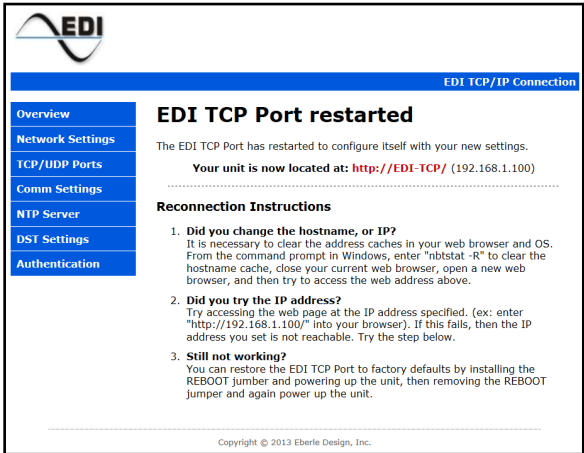 EDI
EDI TCP/IP Connection
Overview
Network Settings
TCP/UDP Ports
Comm Settings
NTP Server
DST Settings
Authentication
EDI TCP Port restarted
The EDI TCP Port has restarted to configure itself with your new settings.
Your unit is now located at: http://EDI-TCP/ (192.168.1.100)
Reconnection Instructions
1. Did you change the hostname, or IP?
It is necessary to clear the address caches in your web browser and OS.
From the command prompt in Windows, enter "nbtstat -R" to clear the
hostname cache, close your current web browser, open a new web
browser, and then try to access the web address above.
2. Did you try the IP address?
Try accessing the web page at the IP address specified. (ex: enter
"http://192.168.1.100/" into your browser). If this fails, then the IP
address you set is not reachable. Try the step below.
3. Still not working?
You can restore the EDI TCP Port to factory defaults by installing the
REBOOT jumber and powering up the unit, then removing the REBOOT
jumper and again power up the unit.
Copyright © 2013 Eberle Design, Inc.